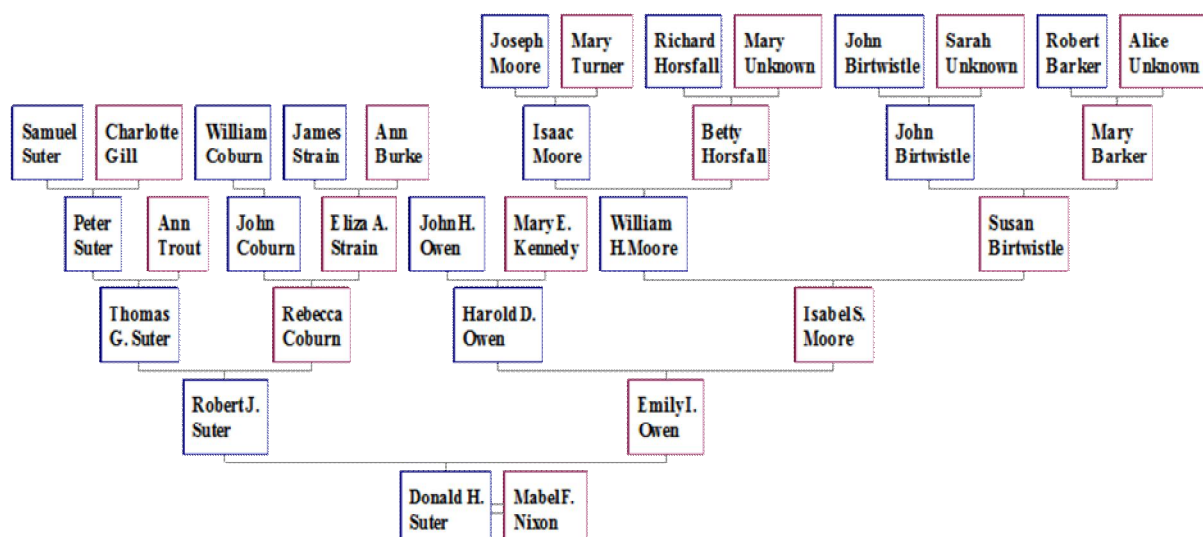 Joseph
Moore
Mary
Turner
Richard
Horsfall
Mary
Unknown
John
Birtwistle
Sarah
Unknown
Robert
Barker
Alice
Unknown
Samuel
Suter
Charlotte
Gill
William
Coburn
James
Strain
Ann
Burke
Isaac
Moore
Betty
Horsfall
John
Birtwistle
Mary
Barker
Peter
Suter
Ann
Trout
John
Coburn
Eliza A.
Strain
John H.
Owen
Mary E.
Kennedy
William
H. Moore
Susan
Birtwistle
Thomas
G. Suter
Rebecca
Coburn
Harold D.
Owen
Isabel S.
Moore
Robert J.
Suter
Emily I.
Owen
Donald H.
Suter
Mabel F.
Nixon